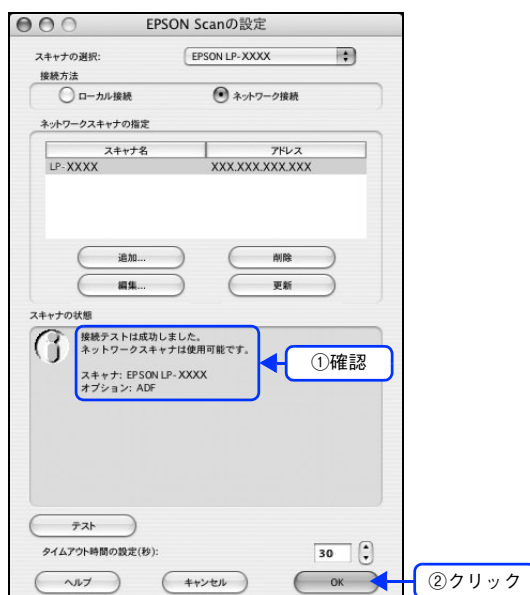 EPSON Scanの設定
スキャナの選択: EPSON LP-XXXX
接続方法
ローカル接続 ネットワーク接続
ネットワークスキャナの指定
スキャナ名 アドレス
LP-XXXX XXX.XXX.XXX.XXX
追加... 削除
編集... 更新
スキャナの状態
接続テストは成功しました。
ネットワークスキャナは使用可能です。
①確認
スキャナ: EPSON LP-XXXX
オプション: ADF
テスト
タイムアウト時間の設定(秒): 30
ヘルプ キャンセル OK
②クリック